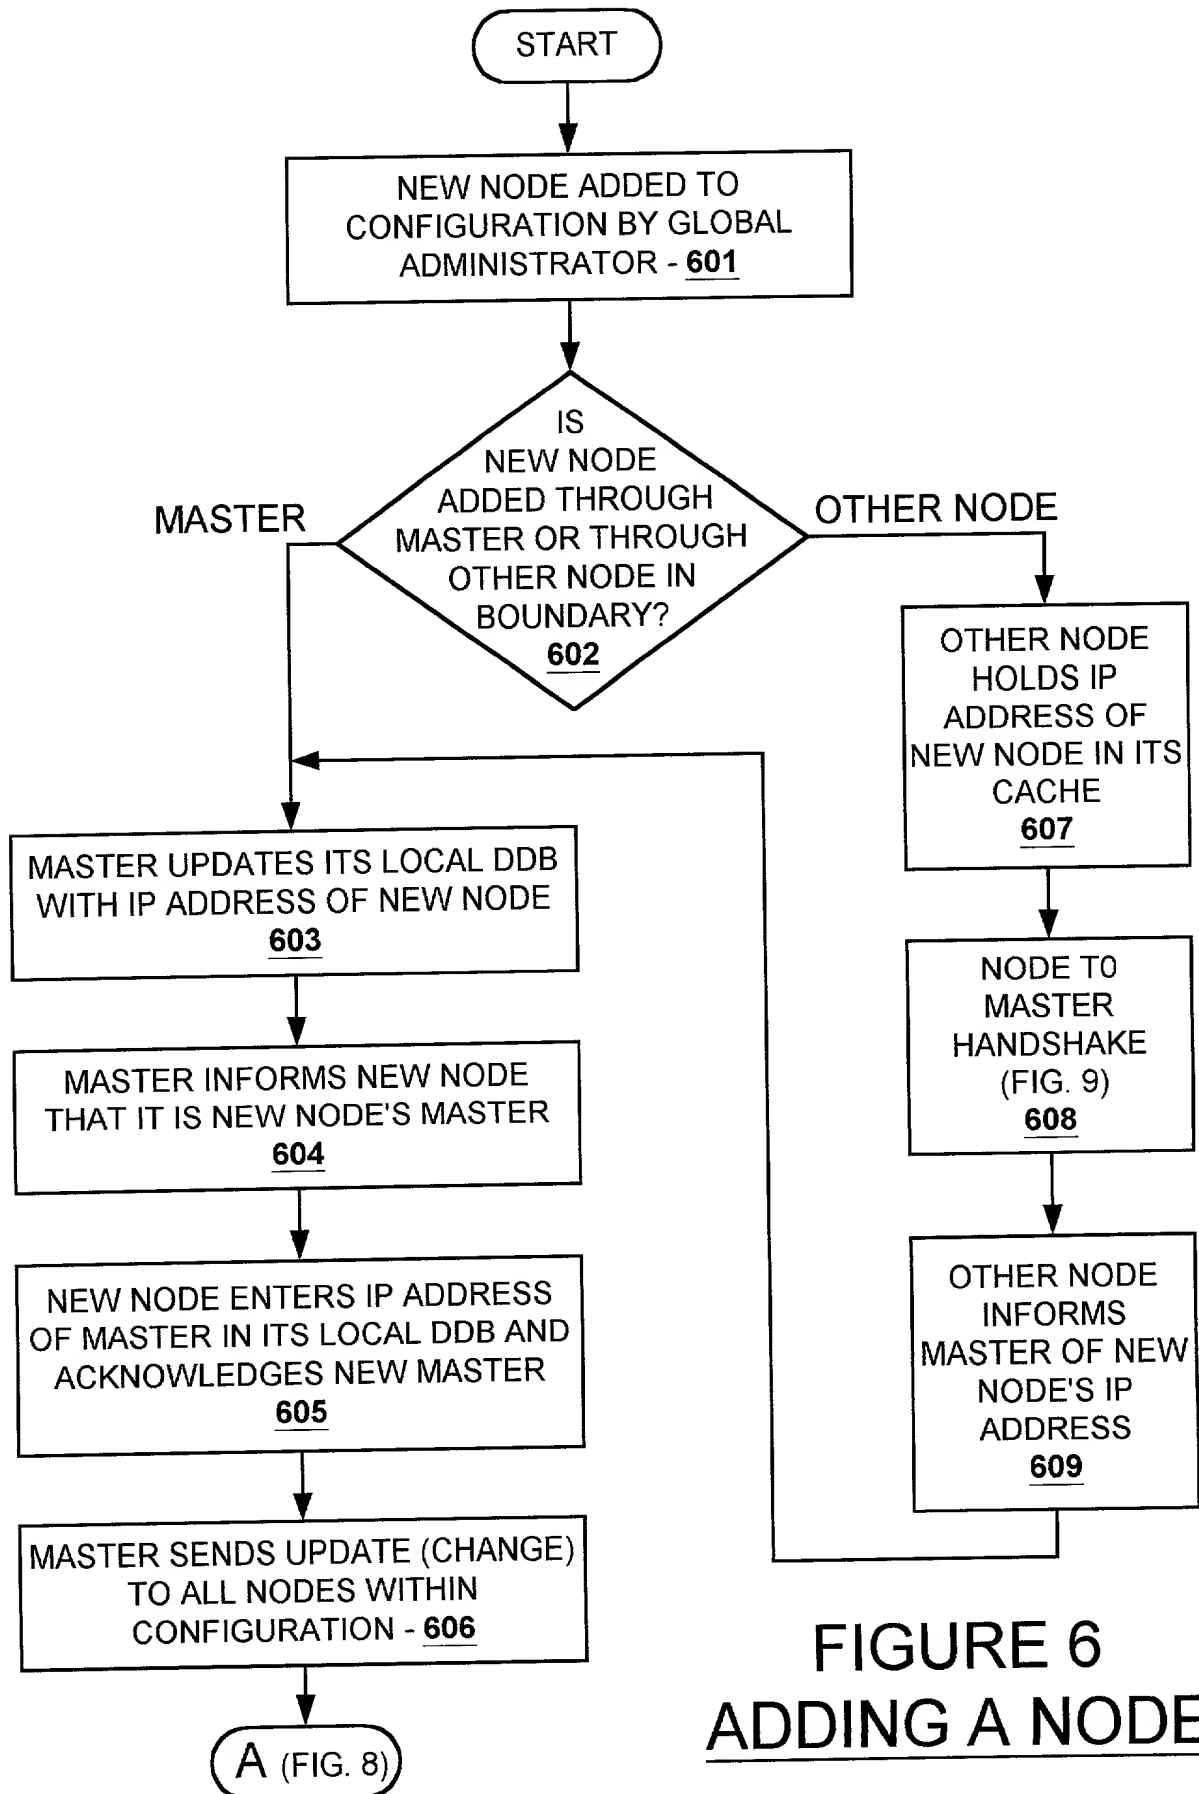 START
NEW NODE ADDED TO
CONFIGURATION BY GLOBAL
ADMINISTRATOR - 601
IS
NEW NODE
ADDED THROUGH
MASTER OR THROUGH
OTHER NODE IN
BOUNDARY?
602
MASTER
OTHER NODE
MASTER UPDATES ITS LOCAL DDB
WITH IP ADDRESS OF NEW NODE
603
MASTER INFORMS NEW NODE
THAT IT IS NEW NODE'S MASTER
604
NEW NODE ENTERS IP ADDRESS
OF MASTER IN ITS LOCAL DDB AND
ACKNOWLEDGES NEW MASTER
605
MASTER SENDS UPDATE (CHANGE)
TO ALL NODES WITHIN
CONFIGURATION - 606
A (FIG. 8)
OTHER NODE
HOLDS IP
ADDRESS OF
NEW NODE IN ITS
CACHE
607
NODE T0
MASTER
HANDSHAKE
(FIG. 9)
608
OTHER NODE
INFORMS
MASTER OF NEW
NODE'S IP
ADDRESS
609
FIGURE 6
ADDING A NODE